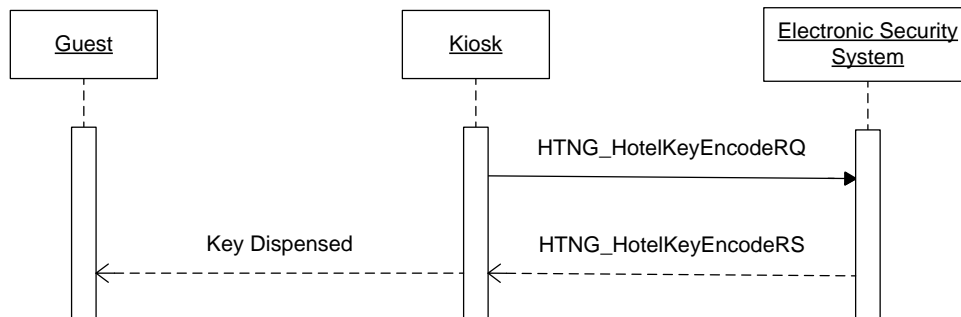 Guest
Kiosk
Electronic Security
System
HTNG_HotelKeyEncodeRQ
Key Dispensed
HTNG_HotelKeyEncodeRS